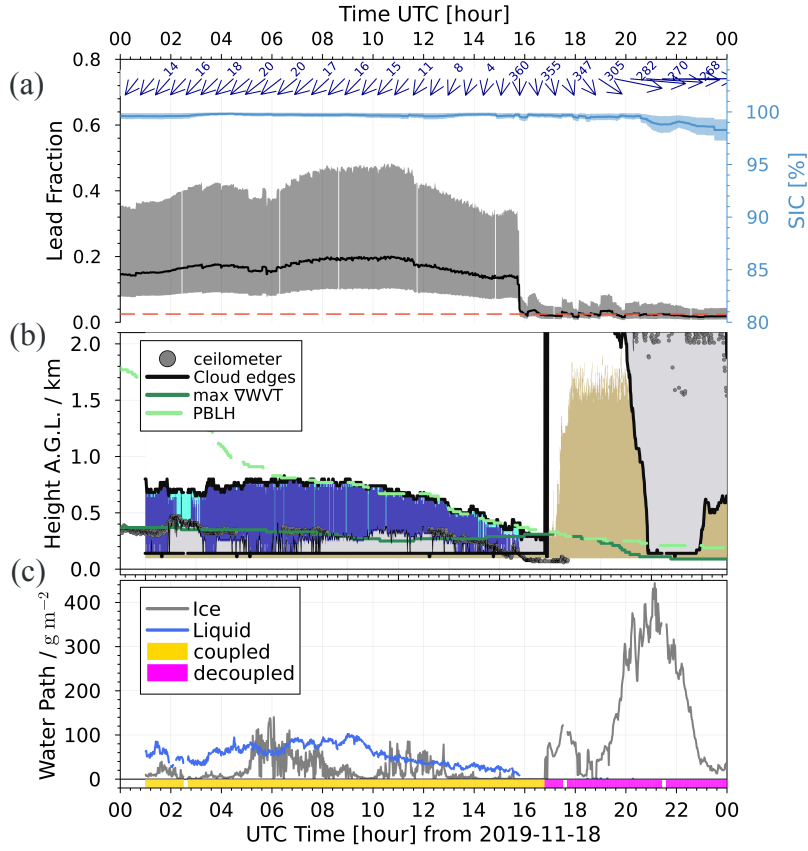 Time UTC [hour]
00 02 04 06 08 10 12 14 16 18 20 22 00
(a)
0.8
14 16 18 20 20 17 16 15 11 8 4 360 355 347 305 282 270 268
0.6
0.4
0.2
0.0
Lead Fraction
100
95
90
85
80
SIC [%]
(b)
2.0
1.5
1.0
0.5
0.0
Height A.G.L. / km
ceilometer
Cloud edges
max ∇WVT
PBLH
(c)
400
300
200
100
0
Water Path / g m⁻²
Ice
Liquid
coupled
decoupled
00 02 04 06 08 10 12 14 16 18 20 22 00
UTC Time [hour] from 2019-11-18